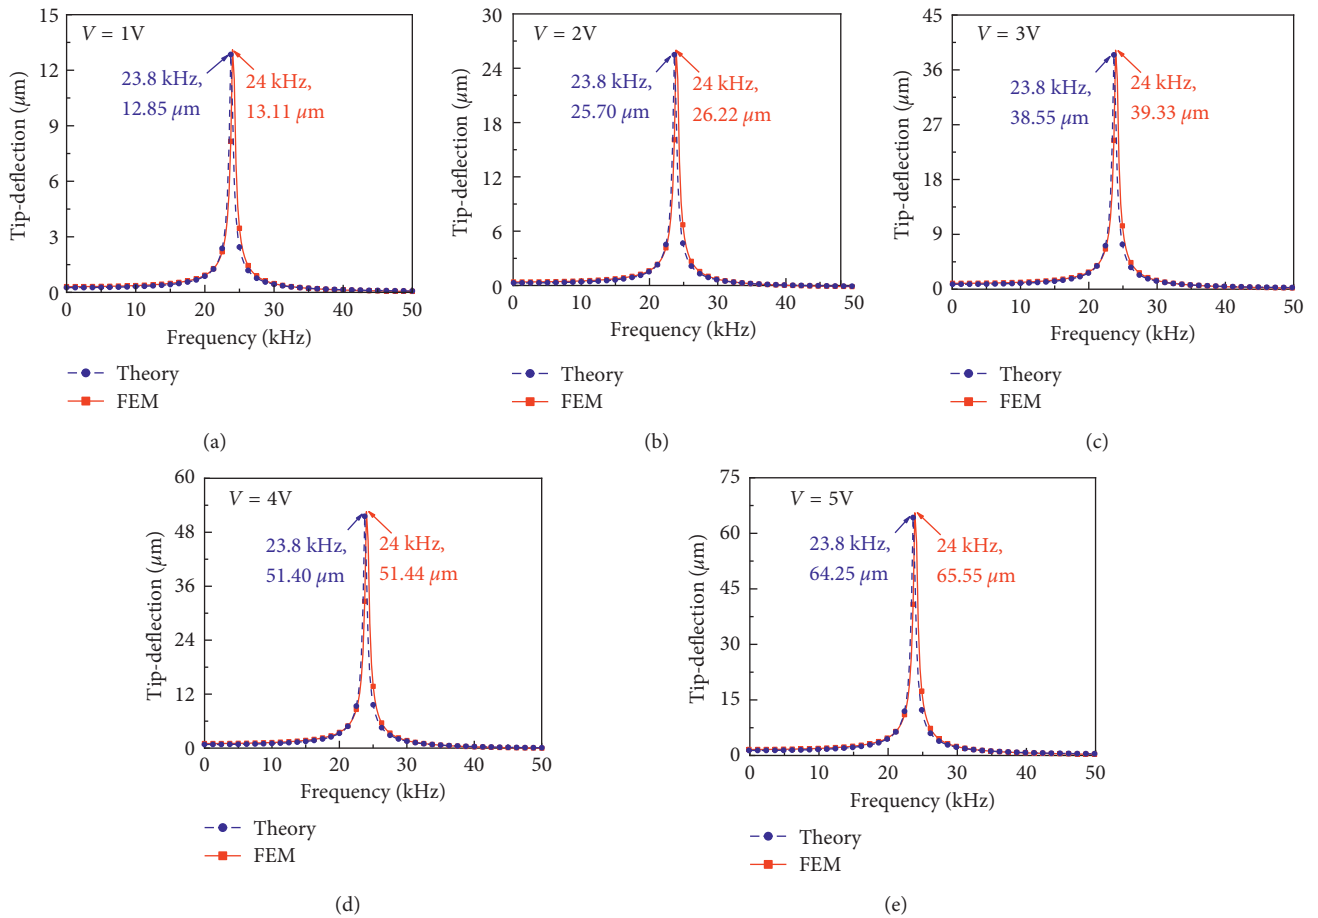 V = 1V
15
13
9
6
3
0
Tip-deflection (μm)
23.8 kHz,
12.85 μm
24 kHz,
13.11 μm
0 10 20 30 40 50
Frequency (kHz)
Theory
FEM
(a)
V = 2V
30
26
18
12
6
0
Tip-deflection (μm)
23.8 kHz,
25.70 μm
24 kHz,
26.22 μm
0 10 20 30 40 50
Frequency (kHz)
Theory
FEM
(b)
V = 3V
45
36
27
18
9
0
Tip-deflection (μm)
23.8 kHz,
38.55 μm
24 kHz,
39.33 μm
0 10 20 30 40 50
Frequency (kHz)
Theory
FEM
(c)
V = 4V
60
48
36
24
12
0
Tip-deflection (μm)
23.8 kHz,
51.40 μm
24 kHz,
51.44 μm
0 10 20 30 40 50
Frequency (kHz)
Theory
FEM
(d)
V = 5V
75
60
45
30
15
0
Tip-deflection (μm)
23.8 kHz,
64.25 μm
24 kHz,
65.55 μm
0 10 20 30 40 50
Frequency (kHz)
Theory
FEM
(e)